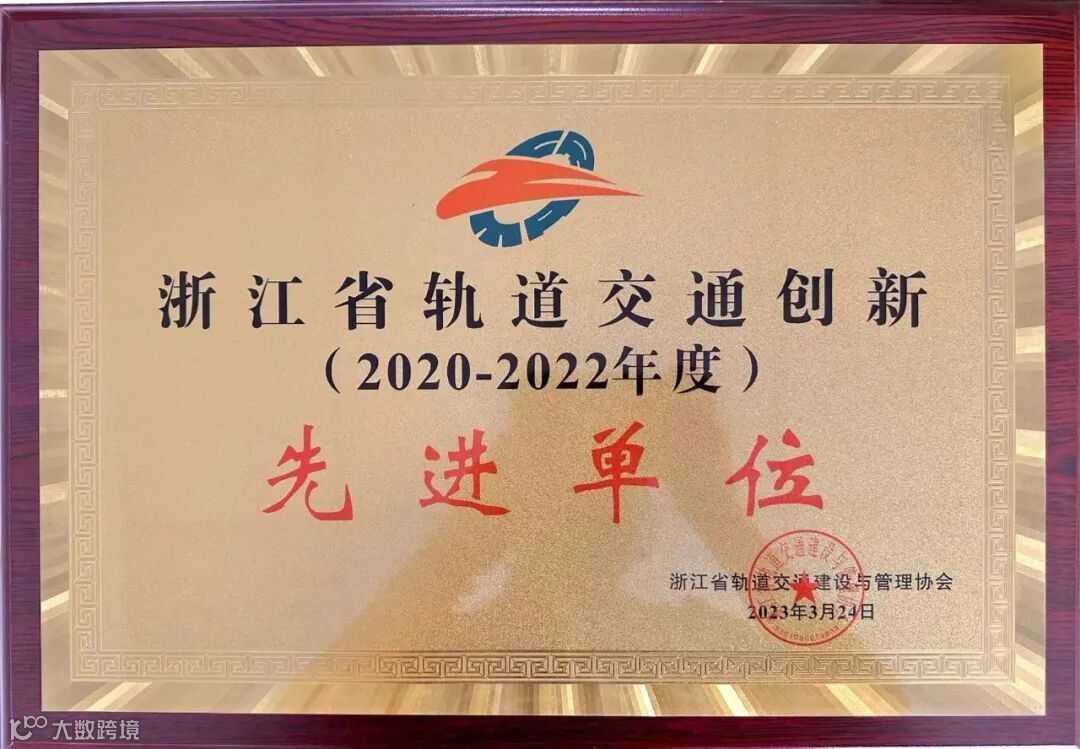 浙江省轨道交通创新
（2020-2022年度）
先进单位
浙江省轨道交通建设与管理协会
2023年3月24日
大数跨境